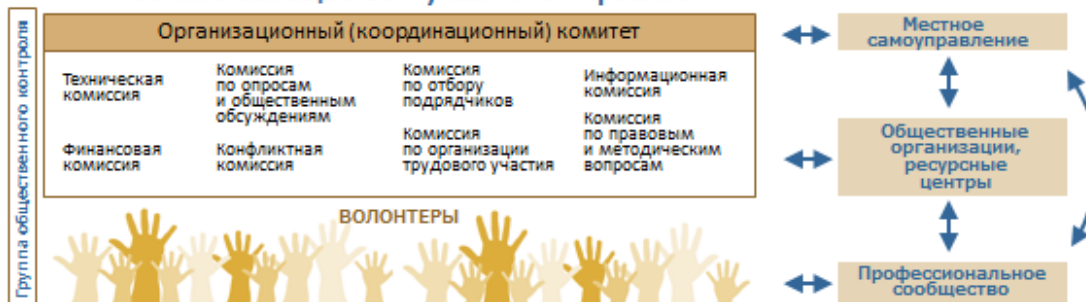 Группа общественного контроля
Организационный (координационный) комитет
Техническая
комиссия
Комиссия
по опросам
и общественным
обсуждениям
Комиссия
по отбору
подрядчиков
Информационная
комиссия
Финансовая
комиссия
Конфликтная
комиссия
Комиссия
по организации
трудового участия
Комиссия
по правовым
и методическим
вопросам
ВОЛОНТЕРЫ
Местное
самоуправление
Общественные
организации,
ресурсные
центры
Профессиональное
сообщество